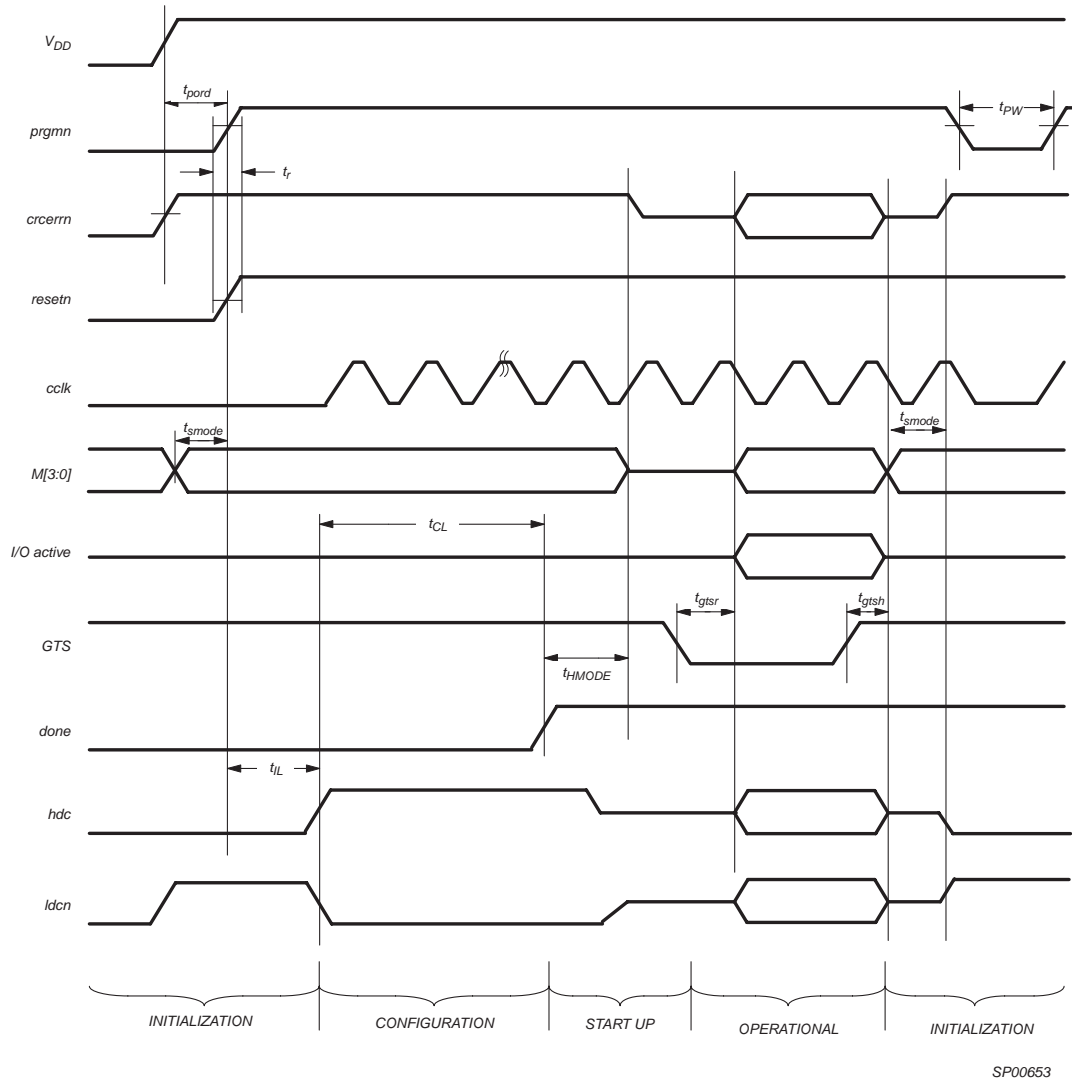 V_DD
t_pord
prgmn
t_PW
t_r
crcerrn
resetn
cclk
t_smode
t_smode
M[3:0]
t_CL
I/O active
t_gtsr
t_gtsh
GTS
t_HMODE
done
t_IL
hdc
ldcn
INITIALIZATION
CONFIGURATION
START UP
OPERATIONAL
INITIALIZATION
SP00653